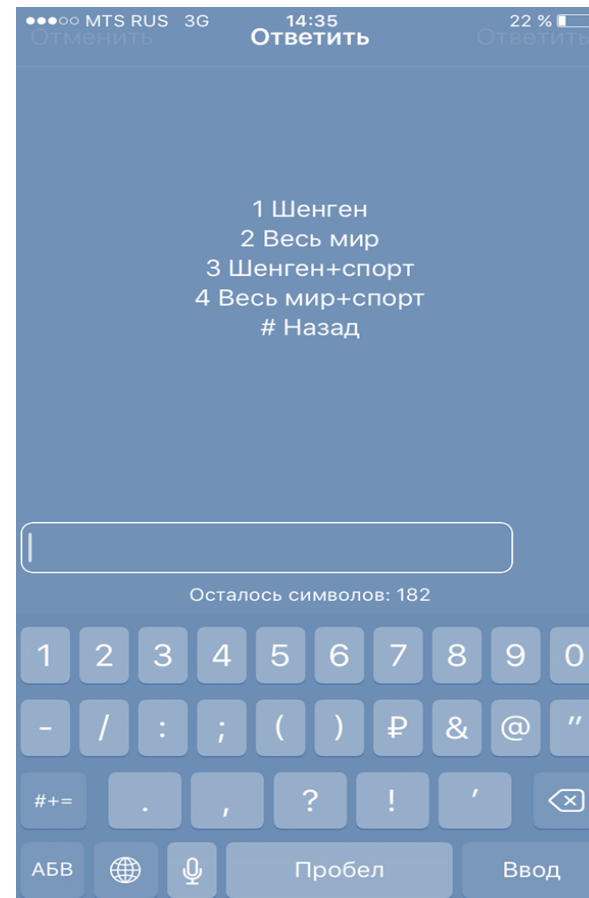 MTS RUS 3G 14:35 22 %
Отменить Ответить Ответить
1 Шенген
2 Весь мир
3 Шенген+спорт
4 Весь мир+спорт
# Назад
Осталось символов: 182
1 2 3 4 5 6 7 8 9 0
- / : ; ( ) ₽ & @ "
#+= . , ? ! '
АБВ Пробел Ввод